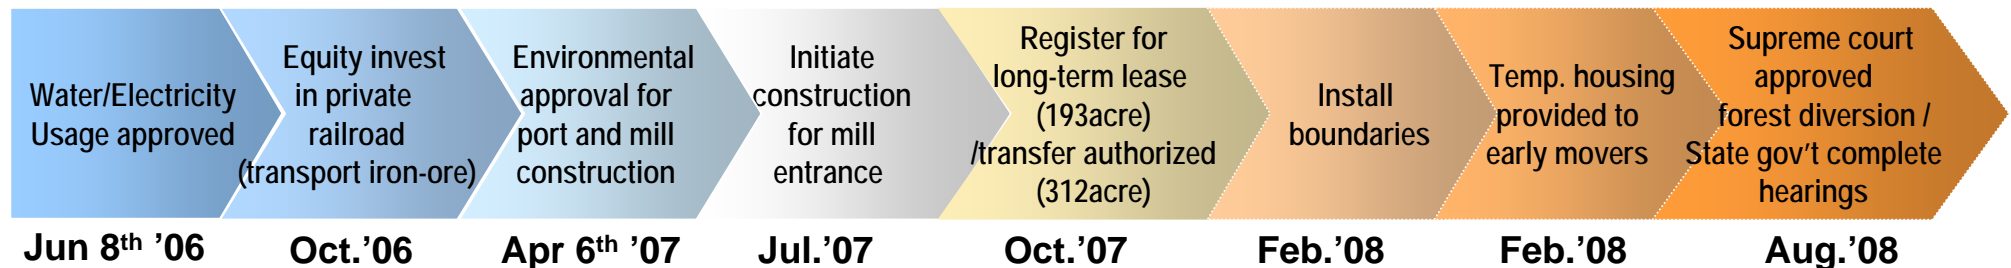 Water/Electricity
Usage approved
Equity invest
in private
railroad
(transport iron-ore)
Environmental
approval for
port and mill
construction
Initiate
construction
for mill
entrance
Register for
long-term lease
(193acre)
/transfer authorized
(312acre)
Install
boundaries
Temp. housing
provided to
early movers
Supreme court
approved
forest diversion /
State gov’t complete
hearings
Jun 8th ’06
Oct.’06
Apr 6th ’07
Jul.’07
Oct.’07
Feb.’08
Feb.’08
Aug.’08